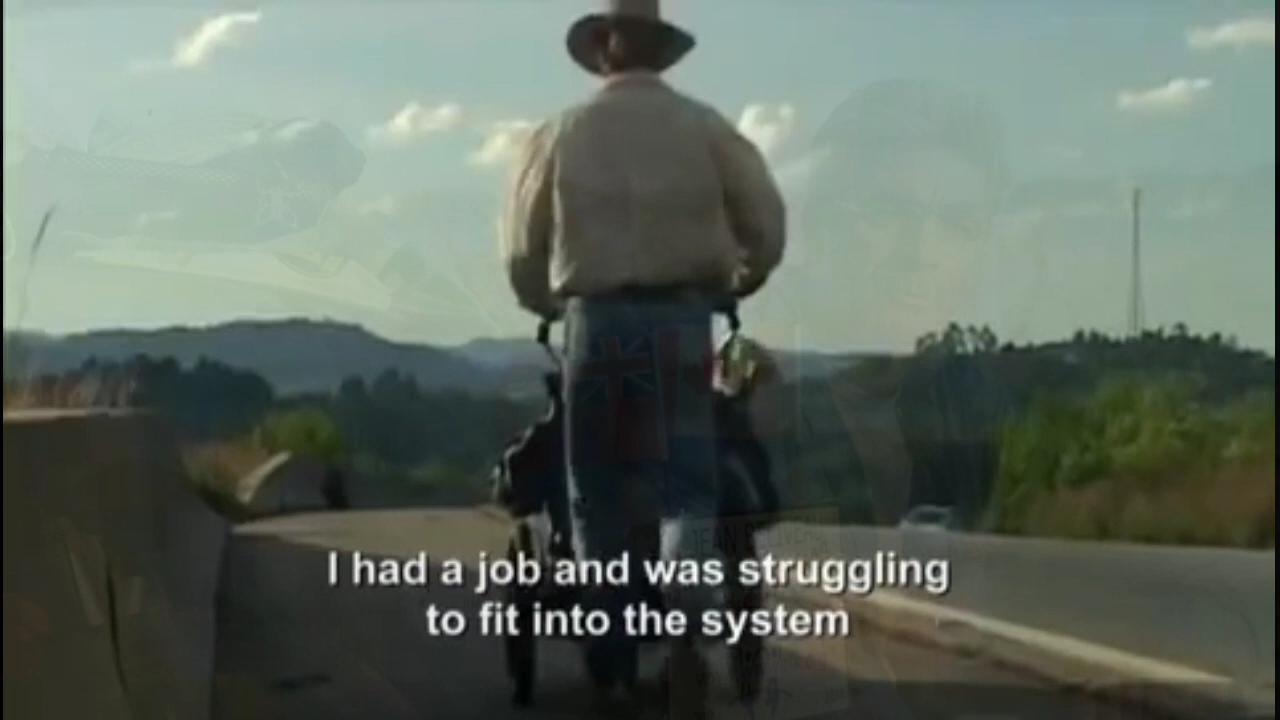 I had a job and was struggling
to fit into the system